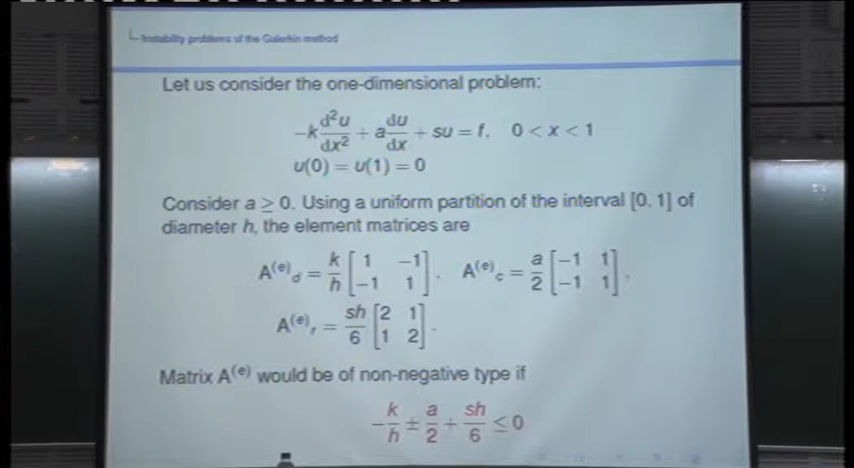 Instability problems of the Galerkin method
Let us consider the one-dimensional problem:
−k d²u/dx² + a du/dx + su = f, 0 < x < 1
u(0) = u(1) = 0
Consider a ≥ 0. Using a uniform partition of the interval [0, 1] of
diameter h, the element matrices are
A⁽ᵉ⁾_d = k/h [1 −1; −1 1], A⁽ᵉ⁾_c = a/2 [−1 1; −1 1],
A⁽ᵉ⁾_r = sh/6 [2 1; 1 2].
Matrix A⁽ᵉ⁾ would be of non-negative type if
−k/h ± a/2 + sh/6 ≤ 0